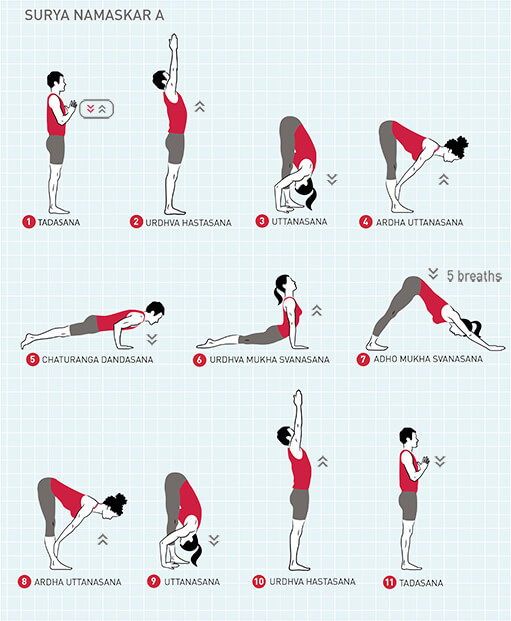 SURYA NAMASKAR A
1 TADASANA
2 URDHVA HASTASANA
3 UTTANASANA
4 ARDHA UTTANASANA
5 CHATURANGA DANDASANA
6 URDHVA MUKHA SVANASANA
5 breaths
7 ADHO MUKHA SVANASANA
8 ARDHA UTTANASANA
9 UTTANASANA
10 URDHVA HASTASANA
11 TADASANA